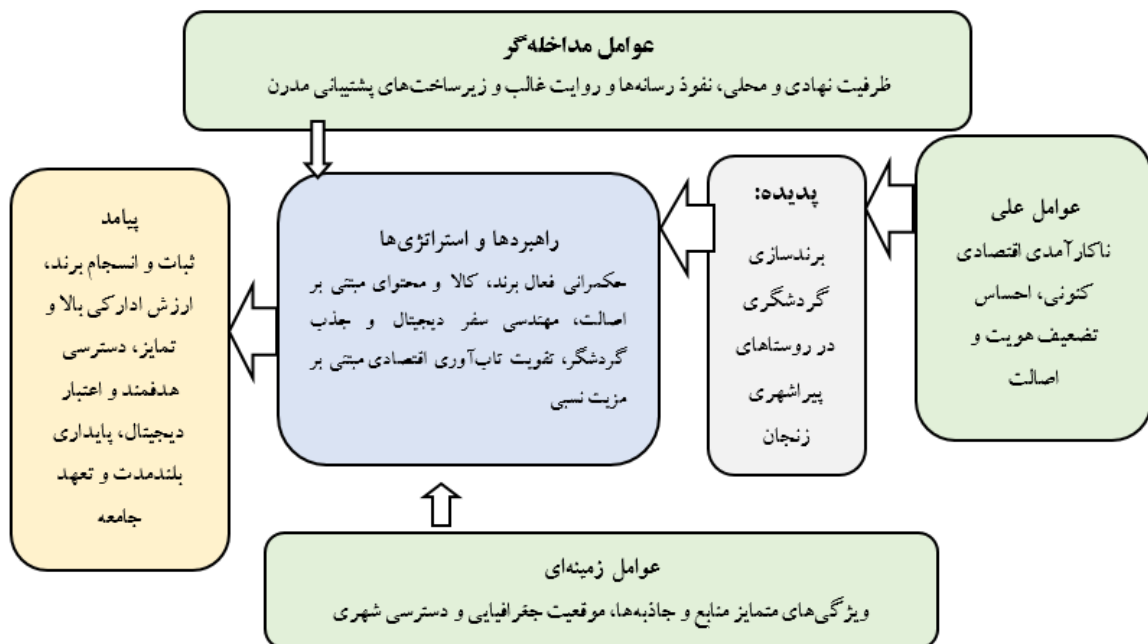 عوامل مداخله‌گر
ظرفیت نهادی و محلی، نفوذ رسانه‌ها و روایت غالب و زیرساخت‌های پشتیبانی مدرن
عوامل علی
ناکارآمدی اقتصادی
کنونی، احساس
تضعیف هویت و
اصالت
پدیده:
برندسازی
گردشگری
در روستاهای
پیراشهری
زنجان
راهبردها و استراتژی‌ها
حکمرانی فعال برند، کالا و محتوای مبتنی بر
اصالت، مهندسی سفر دیجیتال و جذب
گردشگر، تقویت تاب‌آوری اقتصادی مبتنی بر
مزیت نسبی
پیامد
ثبات و انسجام برند،
ارزش ادارکی بالا و
تمایز، دسترسی
هدفمند و اعتبار
دیجیتال، پایداری
بلندمدت و تعهد
جامعه
عوامل زمینه‌ای
ویژگی‌های متمایز منابع و جاذبه‌ها، موقعیت جغرافیایی و دسترسی شهری